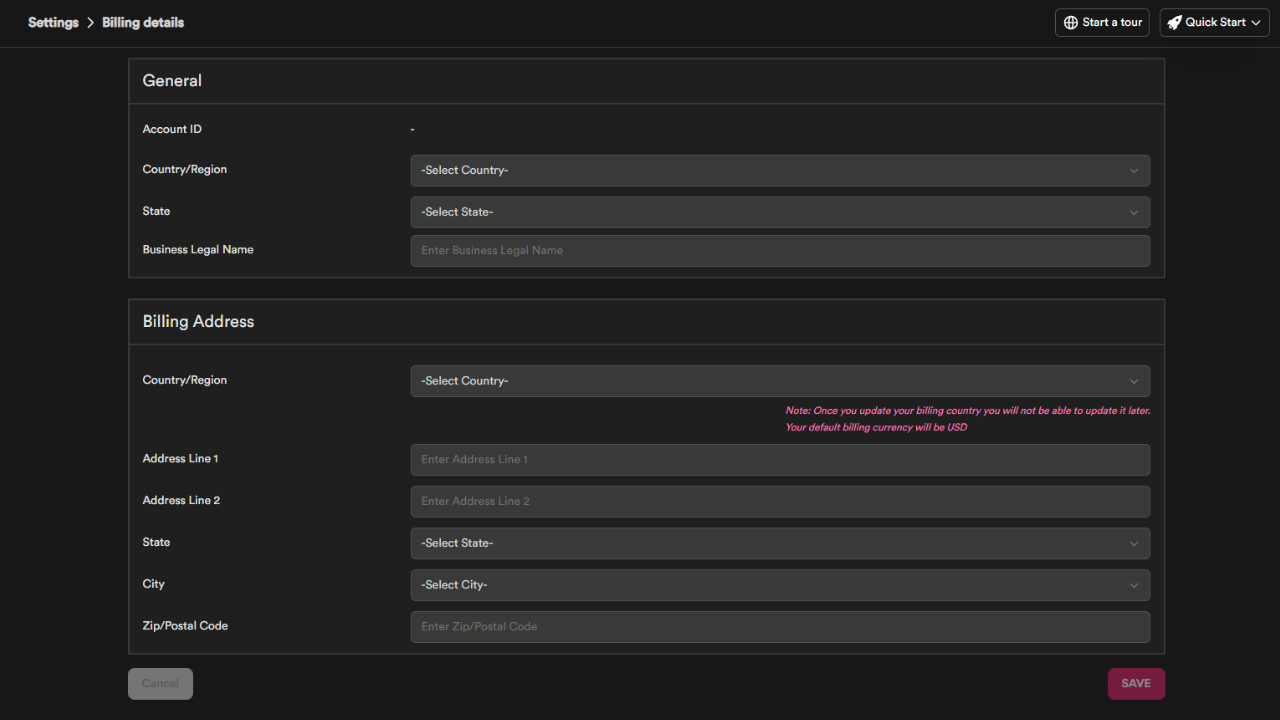 Settings > Billing details
Start a tour
Quick Start
General
Account ID
-
Country/Region
-Select Country-
State
-Select State-
Business Legal Name
Enter Business Legal Name
Billing Address
Country/Region
-Select Country-
Note: Once you update your billing country you will not be able to update it later.
Your default billing currency will be USD
Address Line 1
Enter Address Line 1
Address Line 2
Enter Address Line 2
State
-Select State-
City
-Select City-
Zip/Postal Code
Enter Zip/Postal Code
Cancel
SAVE